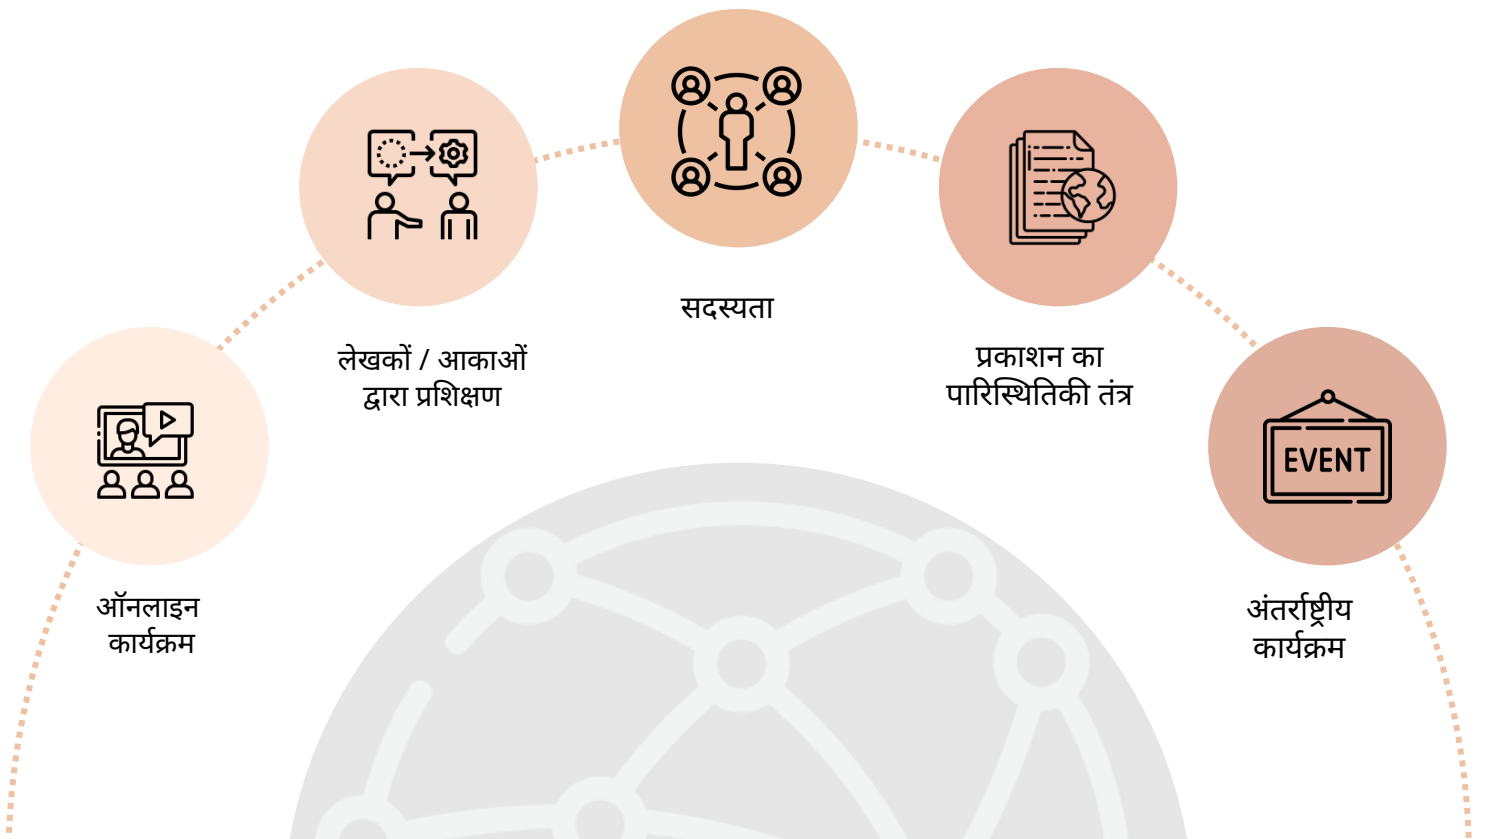 ऑनलाइन
कार्यक्रम
लेखकों / आकाओं
द्वारा प्रशिक्षण
सदस्यता
प्रकाशन का
पारिस्थितिकी तंत्र
EVENT
अंतर्राष्ट्रीय
कार्यक्रम